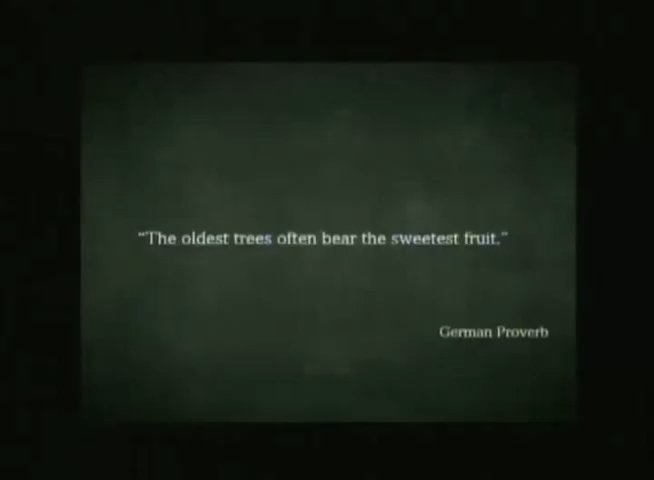 "The oldest trees often bear the sweetest fruit."
German Proverb